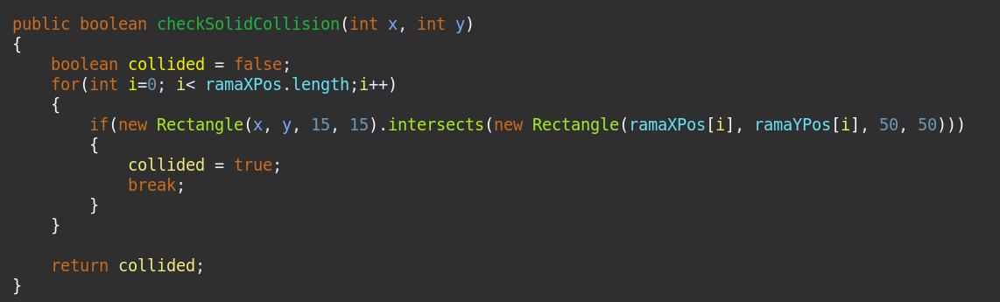 public boolean checkSolidCollision(int x, int y)
{
    boolean collided = false;
    for(int i=0; i< ramaXPos.length;i++)
    {
        if(new Rectangle(x, y, 15, 15).intersects(new Rectangle(ramaXPos[i], ramaYPos[i], 50, 50)))
        {
            collided = true;
            break;
        }
    }

    return collided;
}